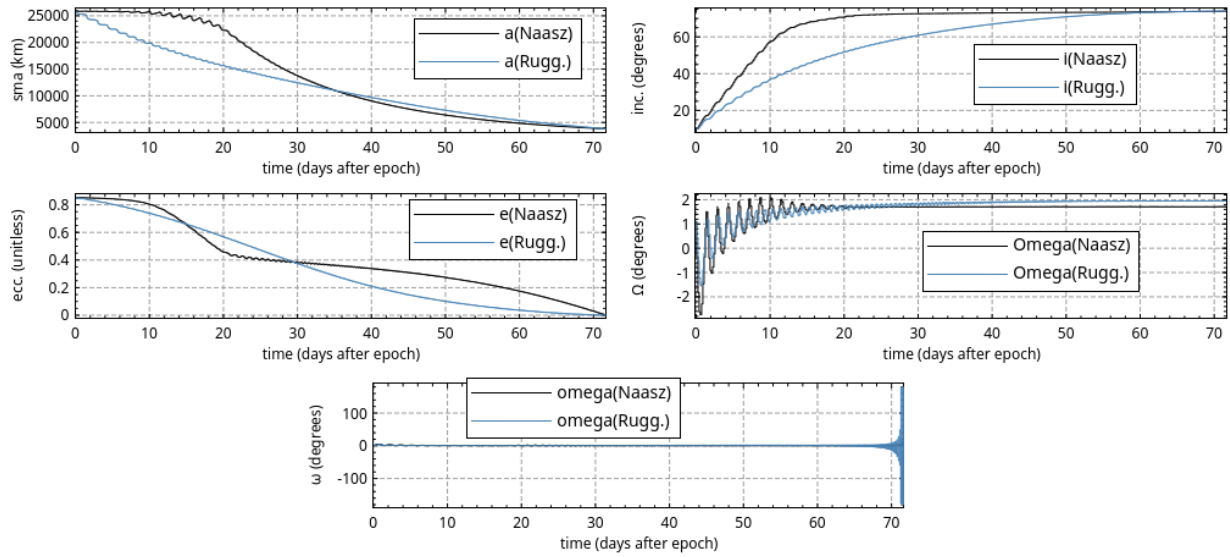 25000
20000
15000
10000
5000
sma (km)
a(Naasz)
a(Rugg.)
0 10 20 30 40 50 60 70
time (days after epoch)
60
40
20
inc. (degrees)
i(Naasz)
i(Rugg.)
0 10 20 30 40 50 60 70
time (days after epoch)
0.8
0.6
0.4
0.2
0
ecc. (unitless)
e(Naasz)
e(Rugg.)
0 10 20 30 40 50 60 70
time (days after epoch)
2
1
0
-1
-2
Ω
Omega(Naasz)
Omega(Rugg.)
0 10 20 30 40 50 60 70
time (days after epoch)
100
0
-100
ω (degrees)
omega(Naasz)
omega(Rugg.)
0 10 20 30 40 50 60 70
time (days after epoch)